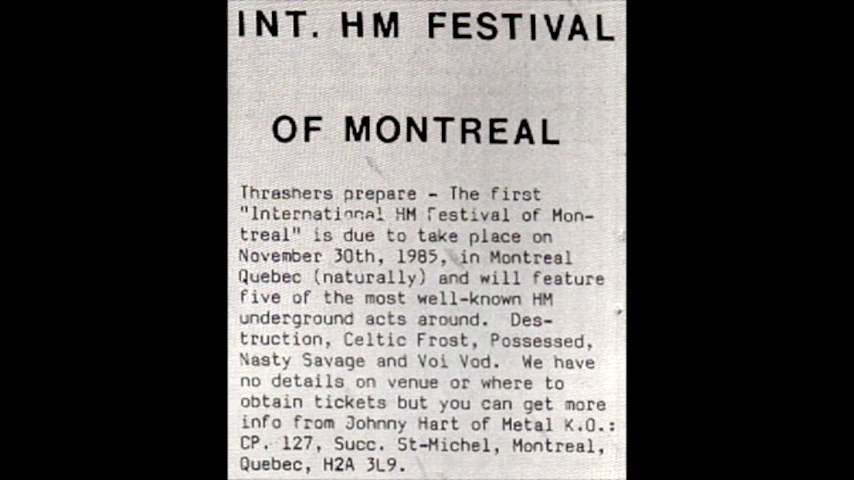 INT. HM FESTIVAL
OF MONTREAL
Thrashers prepare - The first
"International HM Festival of Mon-
treal" is due to take place on
November 30th, 1985, in Montreal
Quebec (naturally) and will feature
five of the most well-known HM
underground acts around.  Des-
truction, Celtic Frost, Possessed,
Nasty Savage and Voi Vod.  We have
no details on venue or where to
obtain tickets but you can get more
info from Johnny Hart of Metal K.O.:
CP. 127, Succ. St-Michel, Montreal,
Quebec, H2A 3L9.